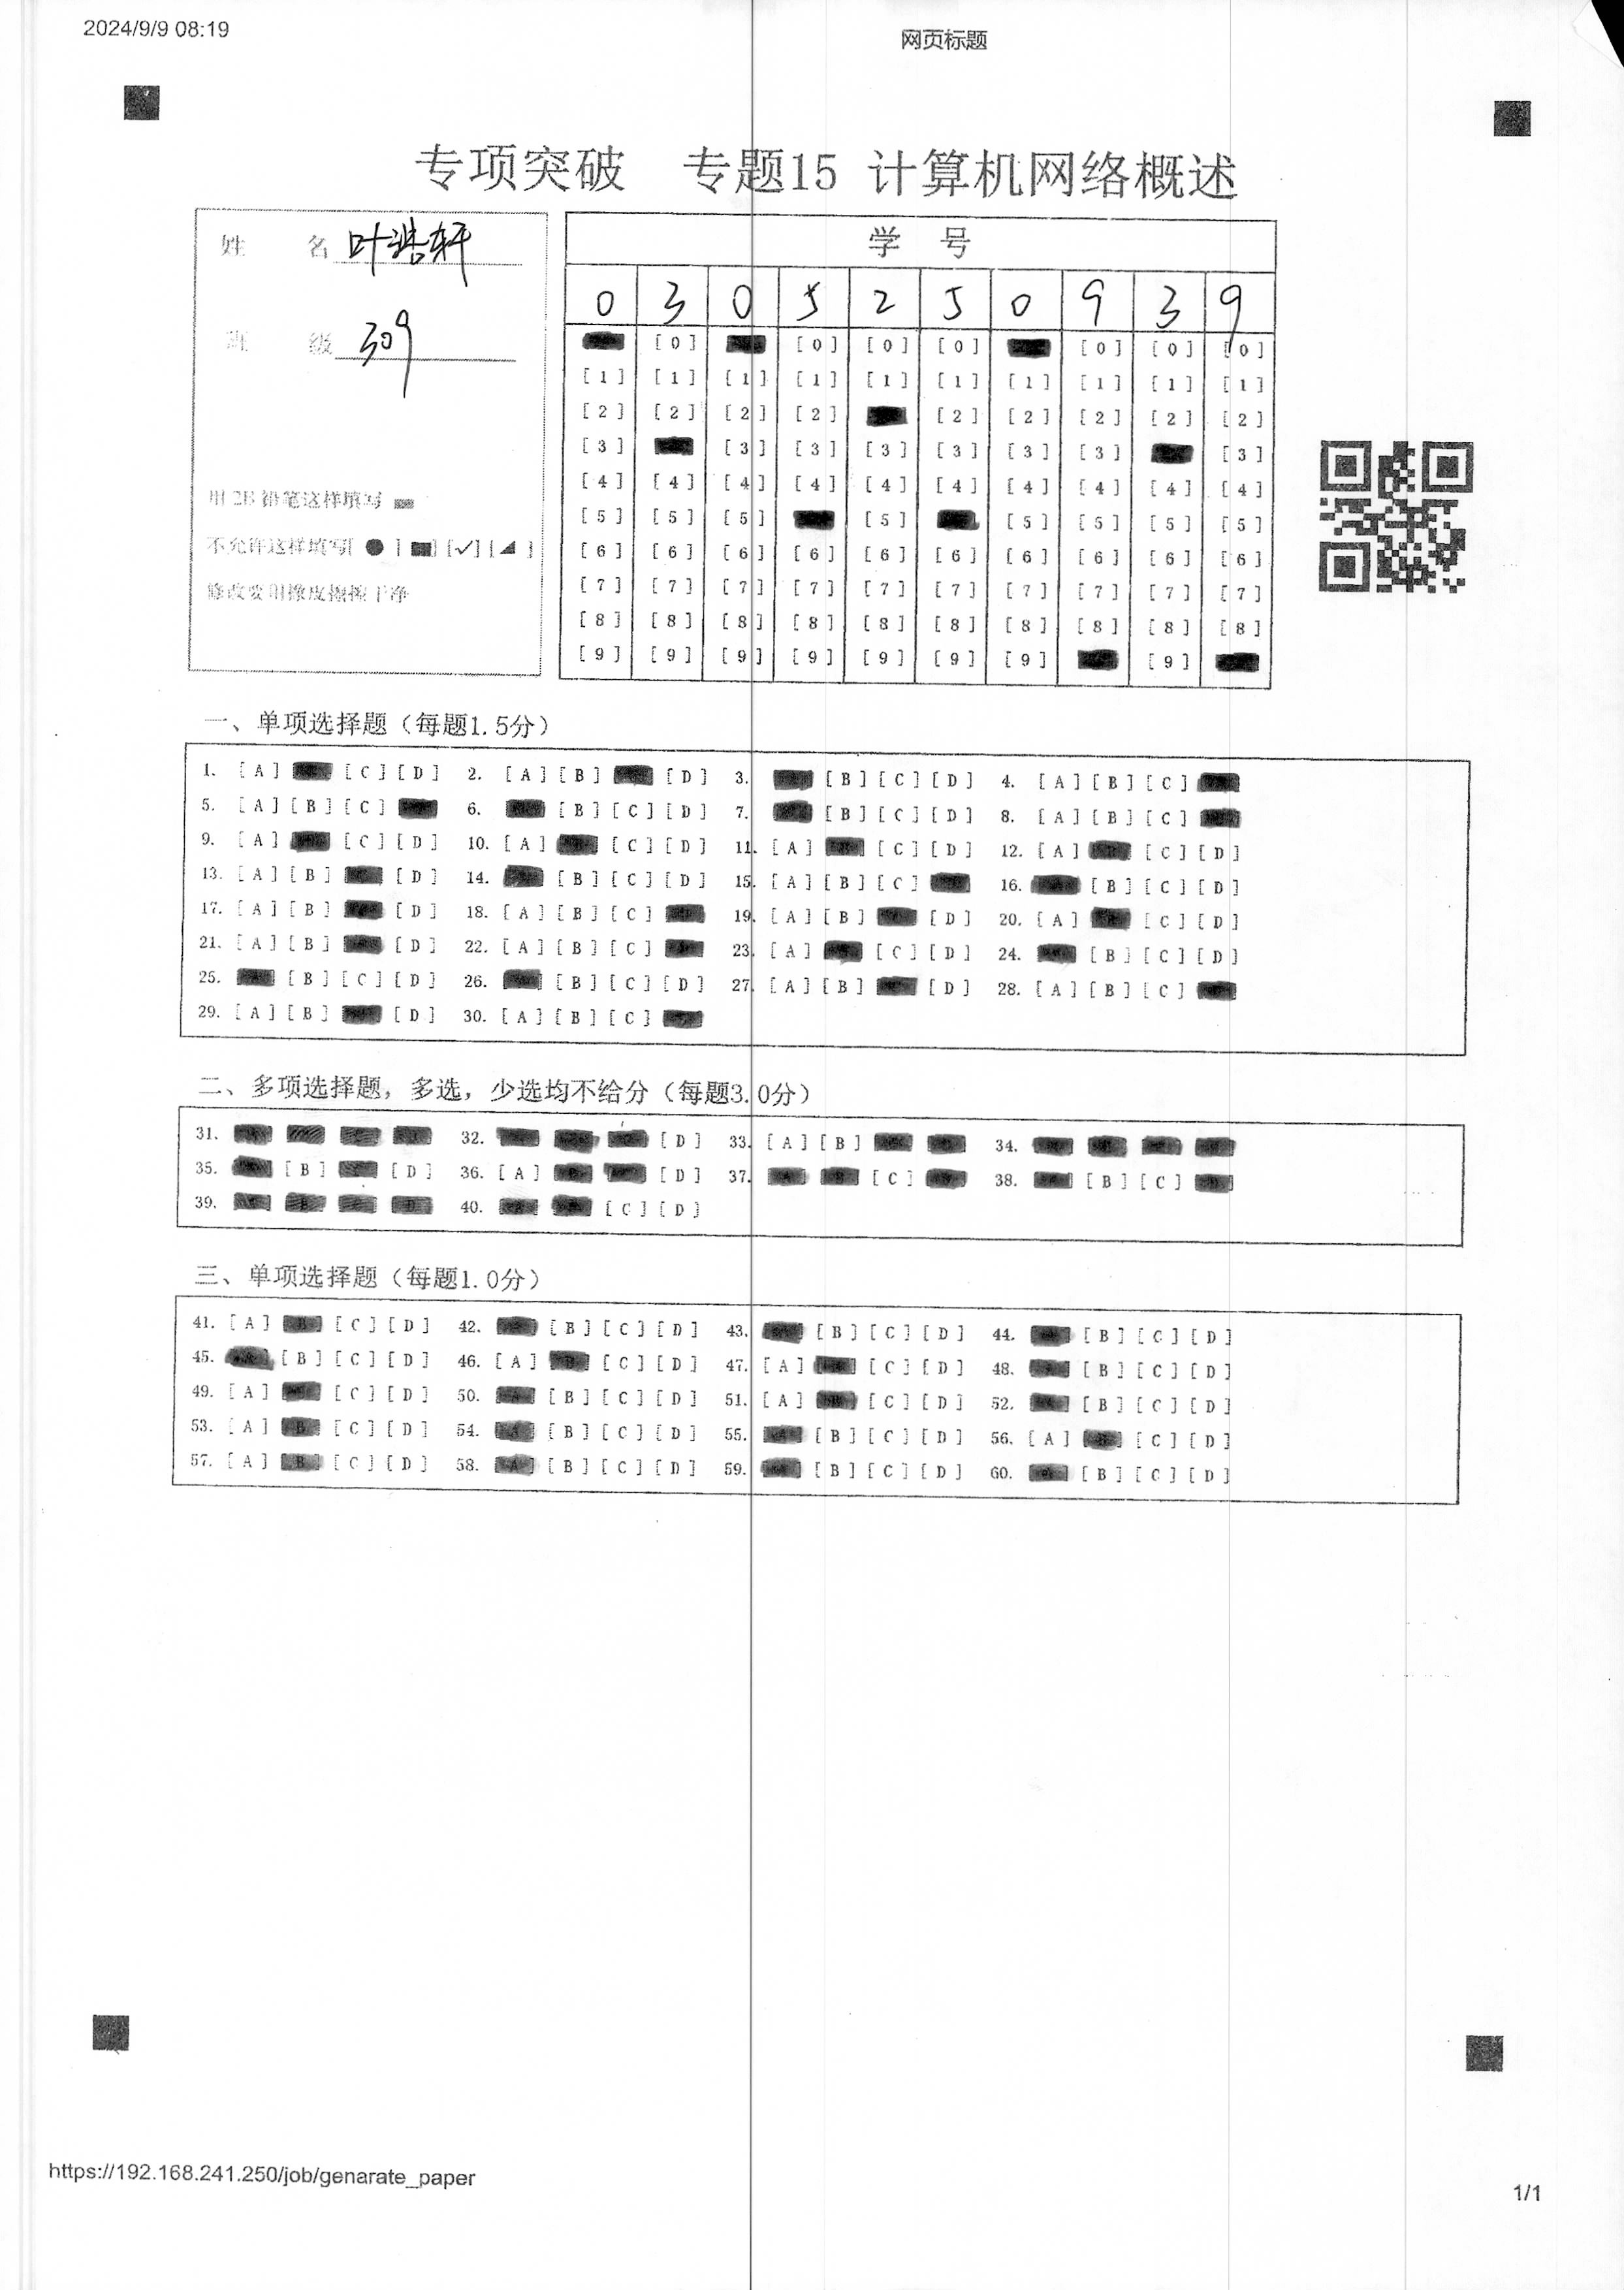 2024/9/9 08:19
网页标题
专项突破 专题15 计算机网络概述
姓 名 叶浩轩
班 级 309
用 2B 铅笔这样填写
不允许这样填写[ ● ] [■] [✓] [◢ ]
修改要用橡皮擦擦干净
学 号
0 3 0 5 2 5 0 9 3 9
[0] [0] [0] [0] [0] [0]
[1] [1] [1] [1] [1] [1] [1] [1] [1] [1]
[2] [2] [2] [2] [2] [2] [2] [2] [2]
[3] [3] [3] [3] [3] [3] [3] [3]
[4] [4] [4] [4] [4] [4] [4] [4] [4] [4]
[5] [5] [5] [5] [5] [5] [5] [5]
[6] [6] [6] [6] [6] [6] [6] [6] [6] [6]
[7] [7] [7] [7] [7] [7] [7] [7] [7] [7]
[8] [8] [8] [8] [8] [8] [8] [8] [8] [8]
[9] [9] [9] [9] [9] [9] [9] [9]
一、单项选择题（每题1.5分）
1. [A] [C] [D] 2. [A] [B] [D] 3. [B] [C] [D] 4. [A] [B] [C]
5. [A] [B] [C] 6. [B] [C] [D] 7. [B] [C] [D] 8. [A] [B] [C]
9. [A] [C] [D] 10. [A] [C] [D] 11. [A] [C] [D] 12. [A] [C] [D]
13. [A] [B] [D] 14. [B] [C] [D] 15. [A] [B] [C] 16. [B] [C] [D]
17. [A] [B] [D] 18. [A] [B] [C] 19. [A] [B] [D] 20. [A] [C] [D]
21. [A] [B] [D] 22. [A] [B] [C] 23. [A] [C] [D] 24. [B] [C] [D]
25. [B] [C] [D] 26. [B] [C] [D] 27. [A] [B] [D] 28. [A] [B] [C]
29. [A] [B] [D] 30. [A] [B] [C]
二、多项选择题，多选，少选均不给分（每题3.0分）
31. 32. [D] 33. [A] [B] 34.
35. [B] [D] 36. [A] [D] 37. [C] 38. [B] [C]
39. 40. [C] [D]
三、单项选择题（每题1.0分）
41. [A] [C] [D] 42. [B] [C] [D] 43. [B] [C] [D] 44. [B] [C] [D]
45. [B] [C] [D] 46. [A] [C] [D] 47. [A] [C] [D] 48. [B] [C] [D]
49. [A] [C] [D] 50. [B] [C] [D] 51. [A] [C] [D] 52. [B] [C] [D]
53. [A] [C] [D] 54. [B] [C] [D] 55. [B] [C] [D] 56. [A] [C] [D]
57. [A] [C] [D] 58. [B] [C] [D] 59. [B] [C] [D] 60. [B] [C] [D]
https://192.168.241.250/job/genarate_paper
1/1